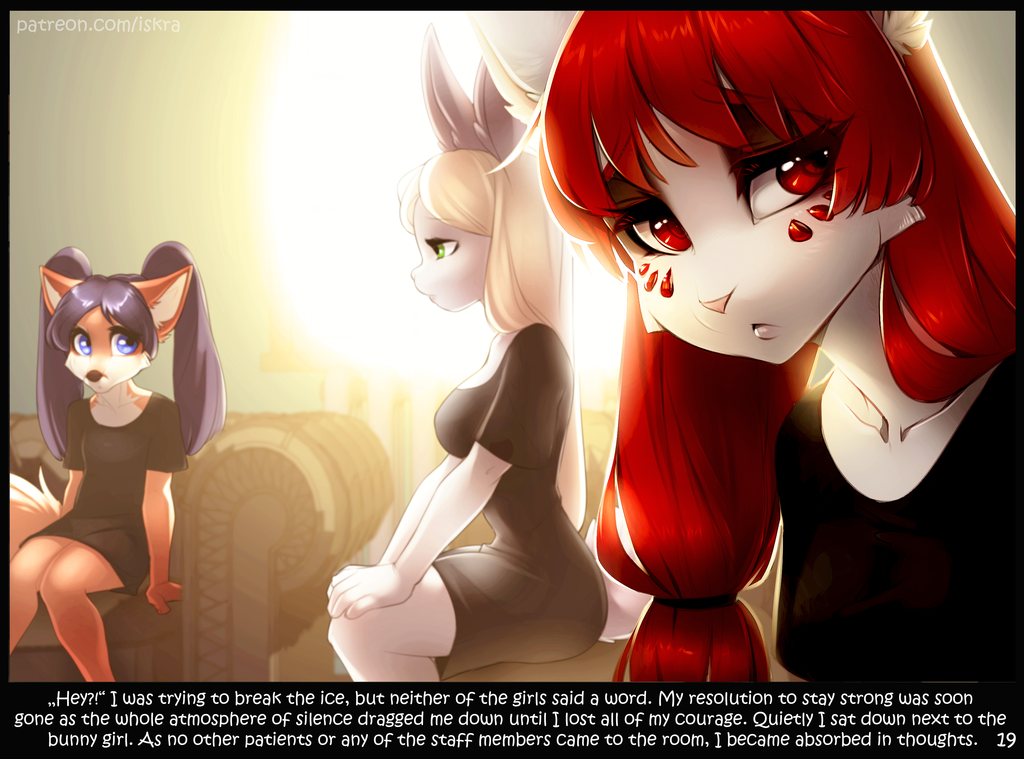 patreon.com/iskra
„Hey?!“ I was trying to break the ice, but neither of the girls said a word. My resolution to stay strong was soon
gone as the whole atmosphere of silence dragged me down until I lost all of my courage. Quietly I sat down next to the
bunny girl. As no other patients or any of the staff members came to the room, I became absorbed in thoughts. 19